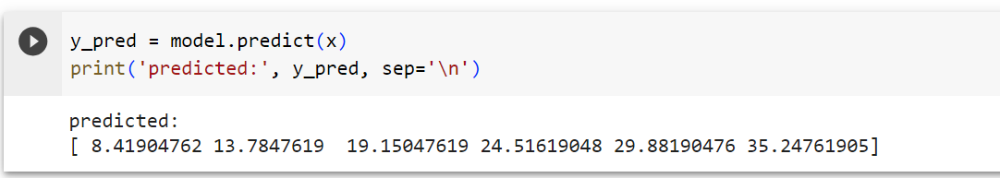 y_pred = model.predict(x)
print('predicted:', y_pred, sep='\n')
predicted:
[ 8.41904762 13.7847619  19.15047619 24.51619048 29.88190476 35.24761905]